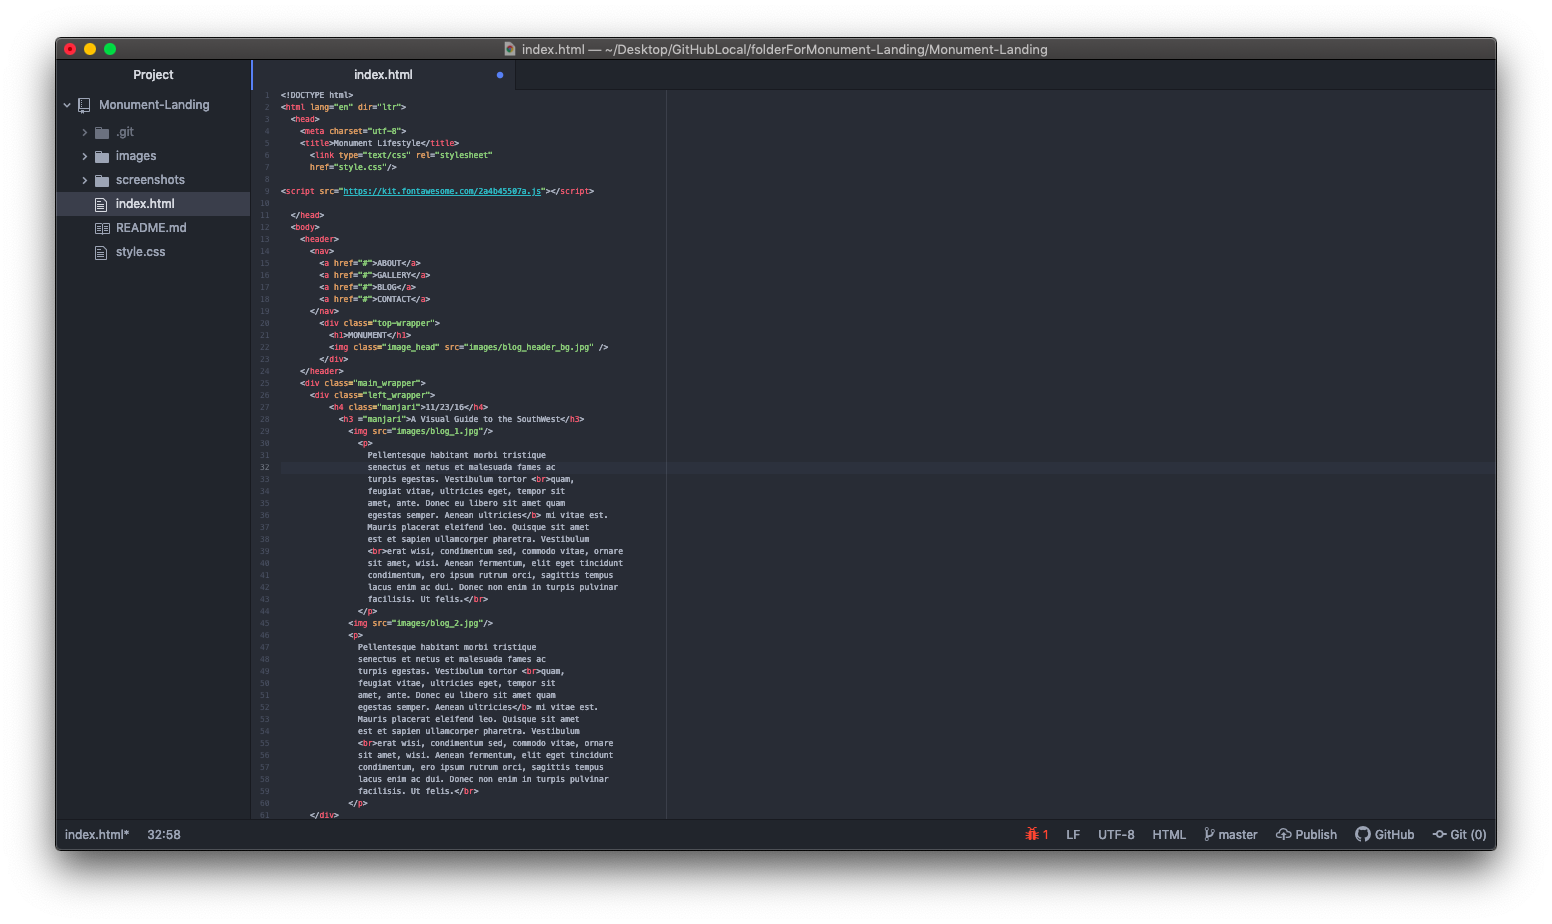 index.html — ~/Desktop/GitHubLocal/folderForMonument-Landing/Monument-Landing
Project
index.html
Monument-Landing
.git
images
screenshots
index.html
README.md
style.css
1 <!DOCTYPE html>
2 <html lang="en" dir="ltr">
3 <head>
4 <meta charset="utf-8">
5 <title>Monument Lifestyle</title>
6 <link type="text/css" rel="stylesheet"
7 href="style.css"/>
8
9 <script src="https://kit.fontawesome.com/2a4b45507a.js"></script>
10
11 </head>
12 <body>
13 <header>
14 <nav>
15 <a href="#">ABOUT</a>
16 <a href="#">GALLERY</a>
17 <a href="#">BLOG</a>
18 <a href="#">CONTACT</a>
19 </nav>
20 <div class="top-wrapper">
21 <h1>MONUMENT</h1>
22 <img class="image_head" src="images/blog_header_bg.jpg" />
23 </div>
24 </header>
25 <div class="main_wrapper">
26 <div class="left_wrapper">
27 <h4 class="manjari">11/23/16</h4>
28 <h3 ="manjari">A Visual Guide to the SouthWest</h3>
29 <img src="images/blog_1.jpg"/>
30 <p>
31 Pellentesque habitant morbi tristique
32 senectus et netus et malesuada fames ac
33 turpis egestas. Vestibulum tortor <br>quam,
34 feugiat vitae, ultricies eget, tempor sit
35 amet, ante. Donec eu libero sit amet quam
36 egestas semper. Aenean ultricies</b> mi vitae est.
37 Mauris placerat eleifend leo. Quisque sit amet
38 est et sapien ullamcorper pharetra. Vestibulum
39 <br>erat wisi, condimentum sed, commodo vitae, ornare
40 sit amet, wisi. Aenean fermentum, elit eget tincidunt
41 condimentum, ero ipsum rutrum orci, sagittis tempus
42 lacus enim ac dui. Donec non enim in turpis pulvinar
43 facilisis. Ut felis.</br>
44 </p>
45 <img src="images/blog_2.jpg"/>
46 <p>
47 Pellentesque habitant morbi tristique
48 senectus et netus et malesuada fames ac
49 turpis egestas. Vestibulum tortor <br>quam,
50 feugiat vitae, ultricies eget, tempor sit
51 amet, ante. Donec eu libero sit amet quam
52 egestas semper. Aenean ultricies</b> mi vitae est.
53 Mauris placerat eleifend leo. Quisque sit amet
54 est et sapien ullamcorper pharetra. Vestibulum
55 <br>erat wisi, condimentum sed, commodo vitae, ornare
56 sit amet, wisi. Aenean fermentum, elit eget tincidunt
57 condimentum, ero ipsum rutrum orci, sagittis tempus
58 lacus enim ac dui. Donec non enim in turpis pulvinar
59 facilisis. Ut felis.</br>
60 </p>
61 </div>
index.html* 32:58 1 LF UTF-8 HTML master Publish GitHub Git (0)